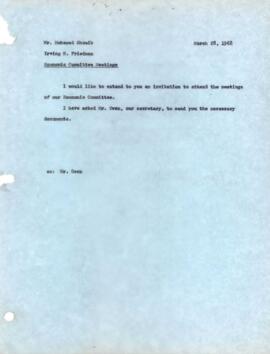 Mr. Mohamed Shoaib March 28, 1968
Irving S. Friedman
Economic Committee Meetings
I would like to extend to you an invitation to attend the meetings
of our Economic Committee.
I have asked Mr. Owen, our secretary, to send you the necessary
documents.
cc: Mr. Owen